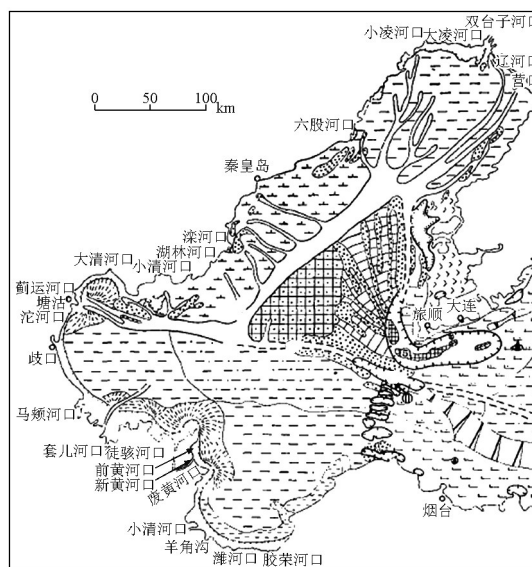 双台子河口
小凌河口 大凌河口
辽河口
营口
0 50 100
km
六股河口
秦皇岛
滦河口
湖林河口
大清河口 小清河口
蓟运河口
塘沽
沱河口
歧口
旅顺 大连
马颊河口
套儿河口 徒骇河口
前黄河口
新黄河口
废黄河口
烟台
小清河口
羊角沟
潍河口 胶荣河口